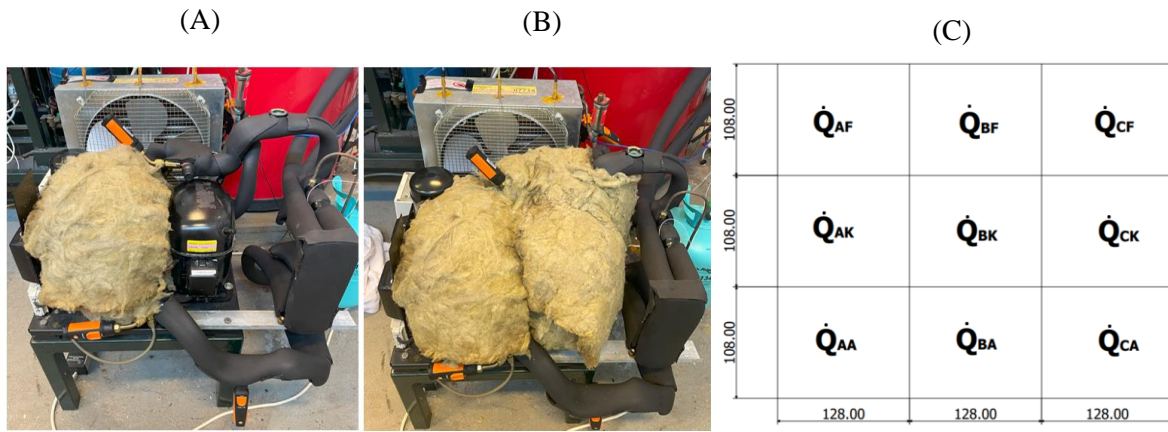 (A)
(B)
(C)
108.00
Q̇AF
Q̇BF
Q̇CF
108.00
Q̇AK
Q̇BK
Q̇CK
108.00
Q̇AA
Q̇BA
Q̇CA
128.00
128.00
128.00